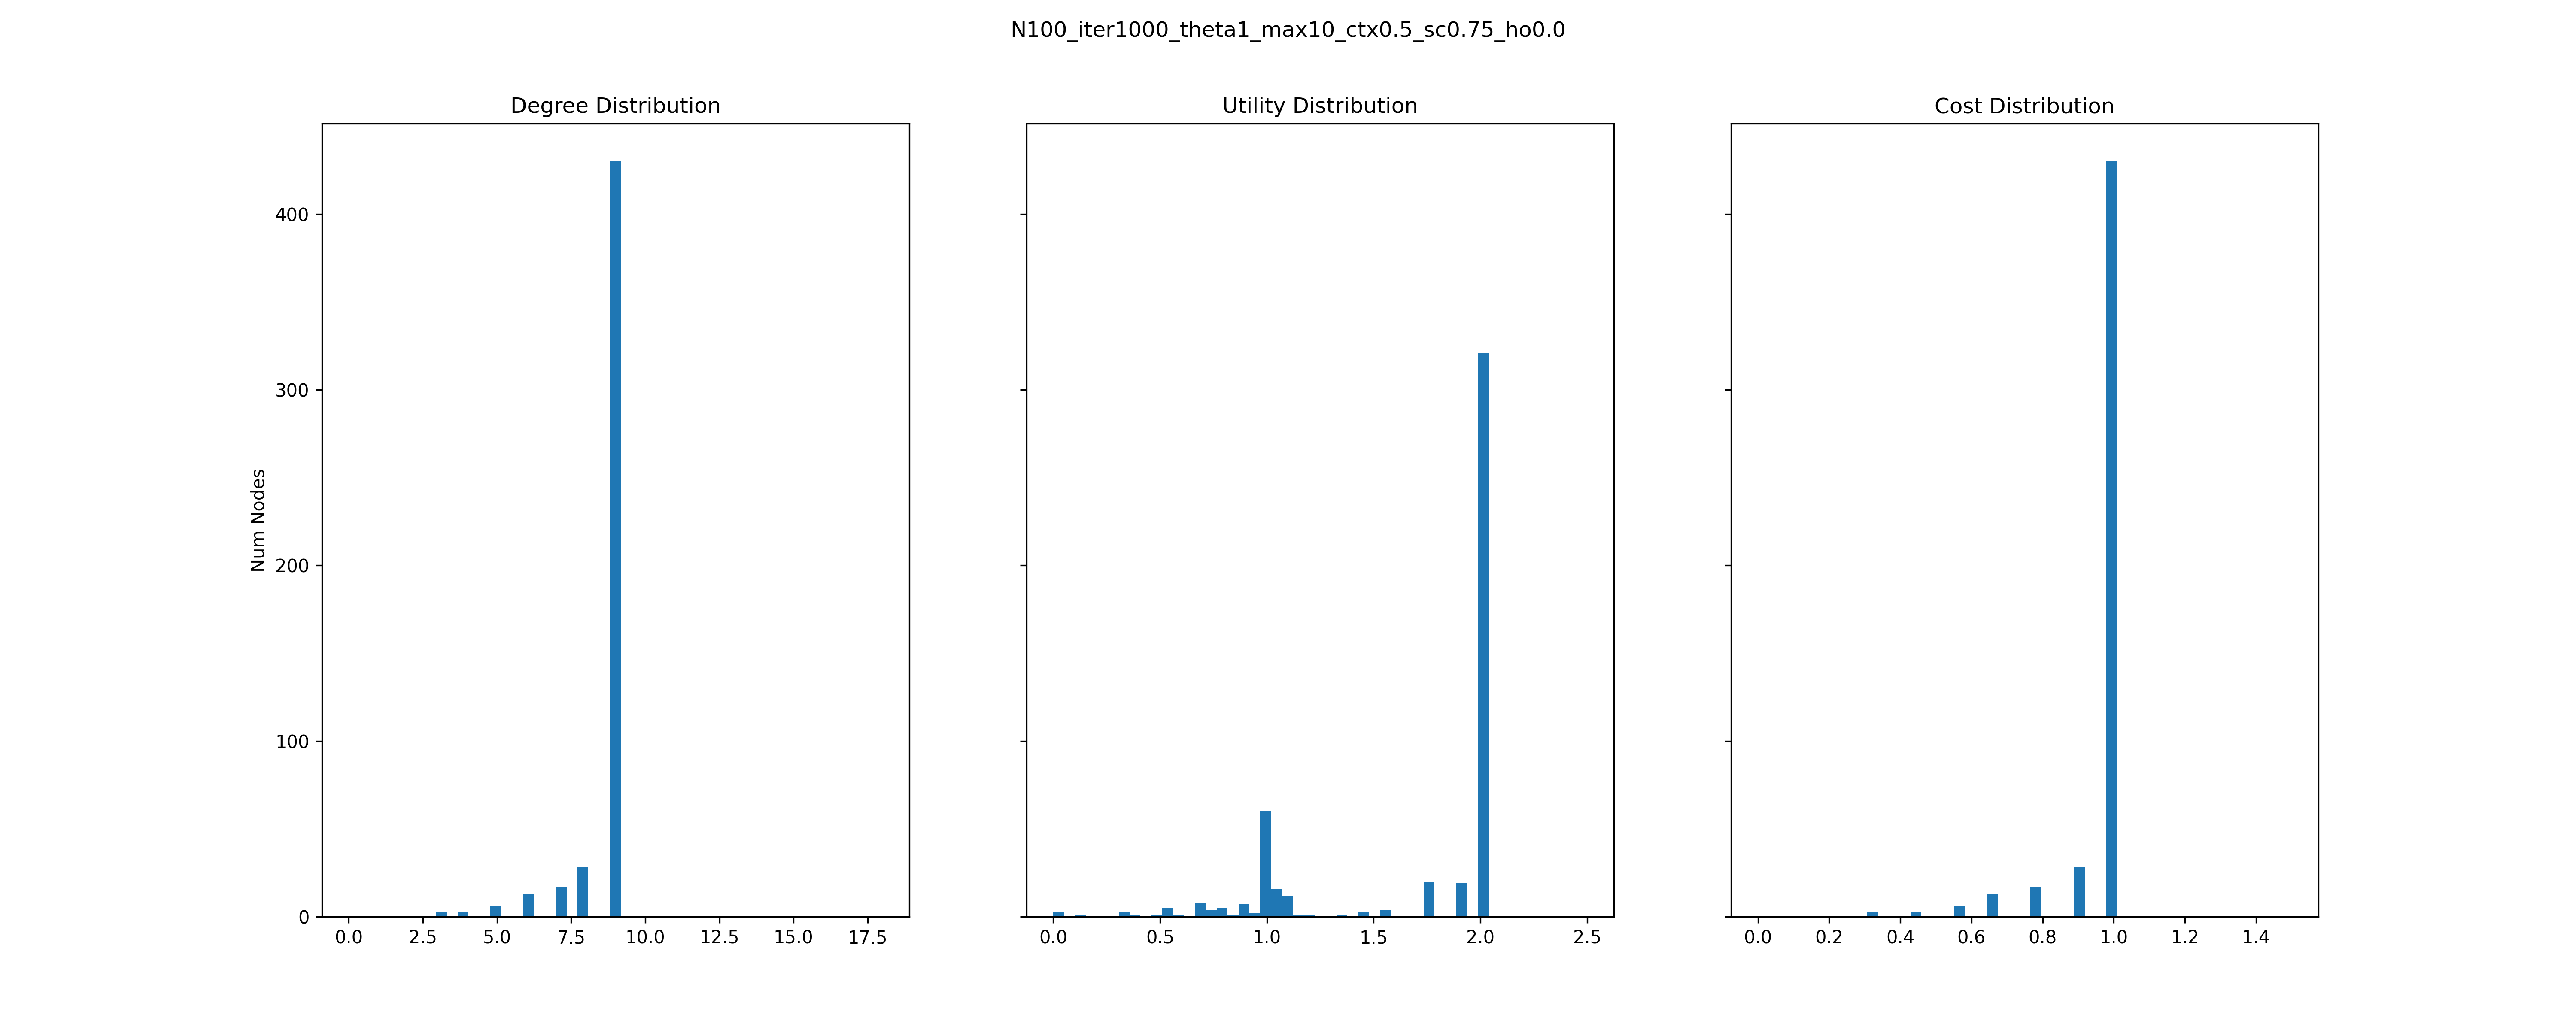 N100_iter1000_theta1_max10_ctx0.5_sc0.75_ho0.0
Degree Distribution
Utility Distribution
Cost Distribution
Num Nodes
400
300
200
100
0
0.0 2.5 5.0 7.5 10.0 12.5 15.0 17.5
0.0 0.5 1.0 1.5 2.0 2.5
0.0 0.2 0.4 0.6 0.8 1.0 1.2 1.4